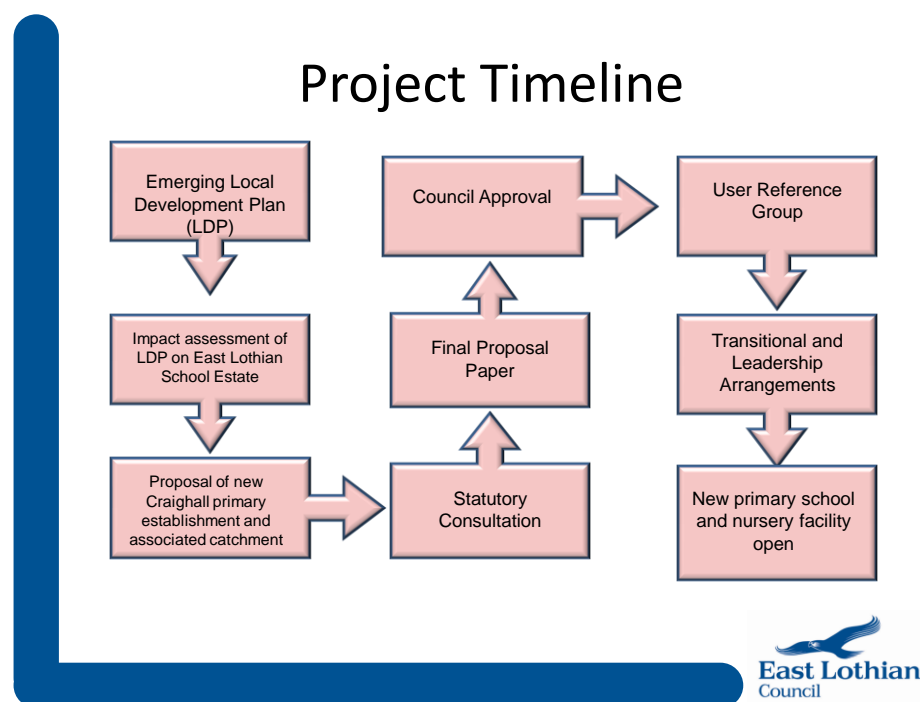 Project Timeline
Emerging Local
Development Plan
(LDP)
Impact assessment of
LDP on East Lothian
School Estate
Proposal of new
Craighall primary
establishment and
associated catchment
Statutory
Consultation
Final Proposal
Paper
Council Approval
User Reference
Group
Transitional and
Leadership
Arrangements
New primary school
and nursery facility
open
East Lothian
Council